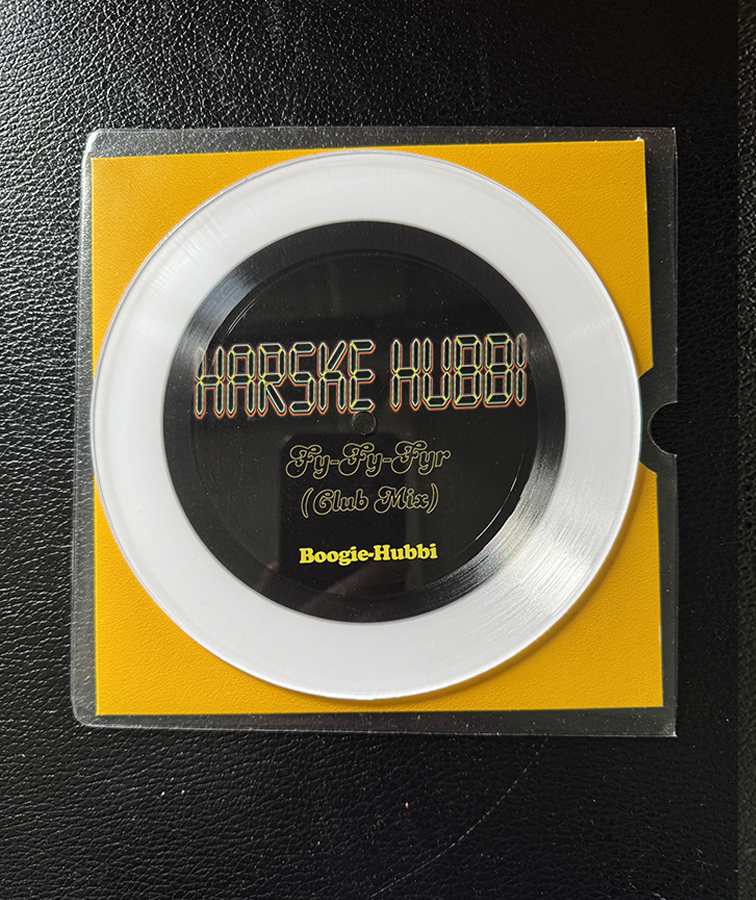 HARSKE HUBBI
Fy-Fy-Fyr
(Club Mix)
Boogie-Hubbi